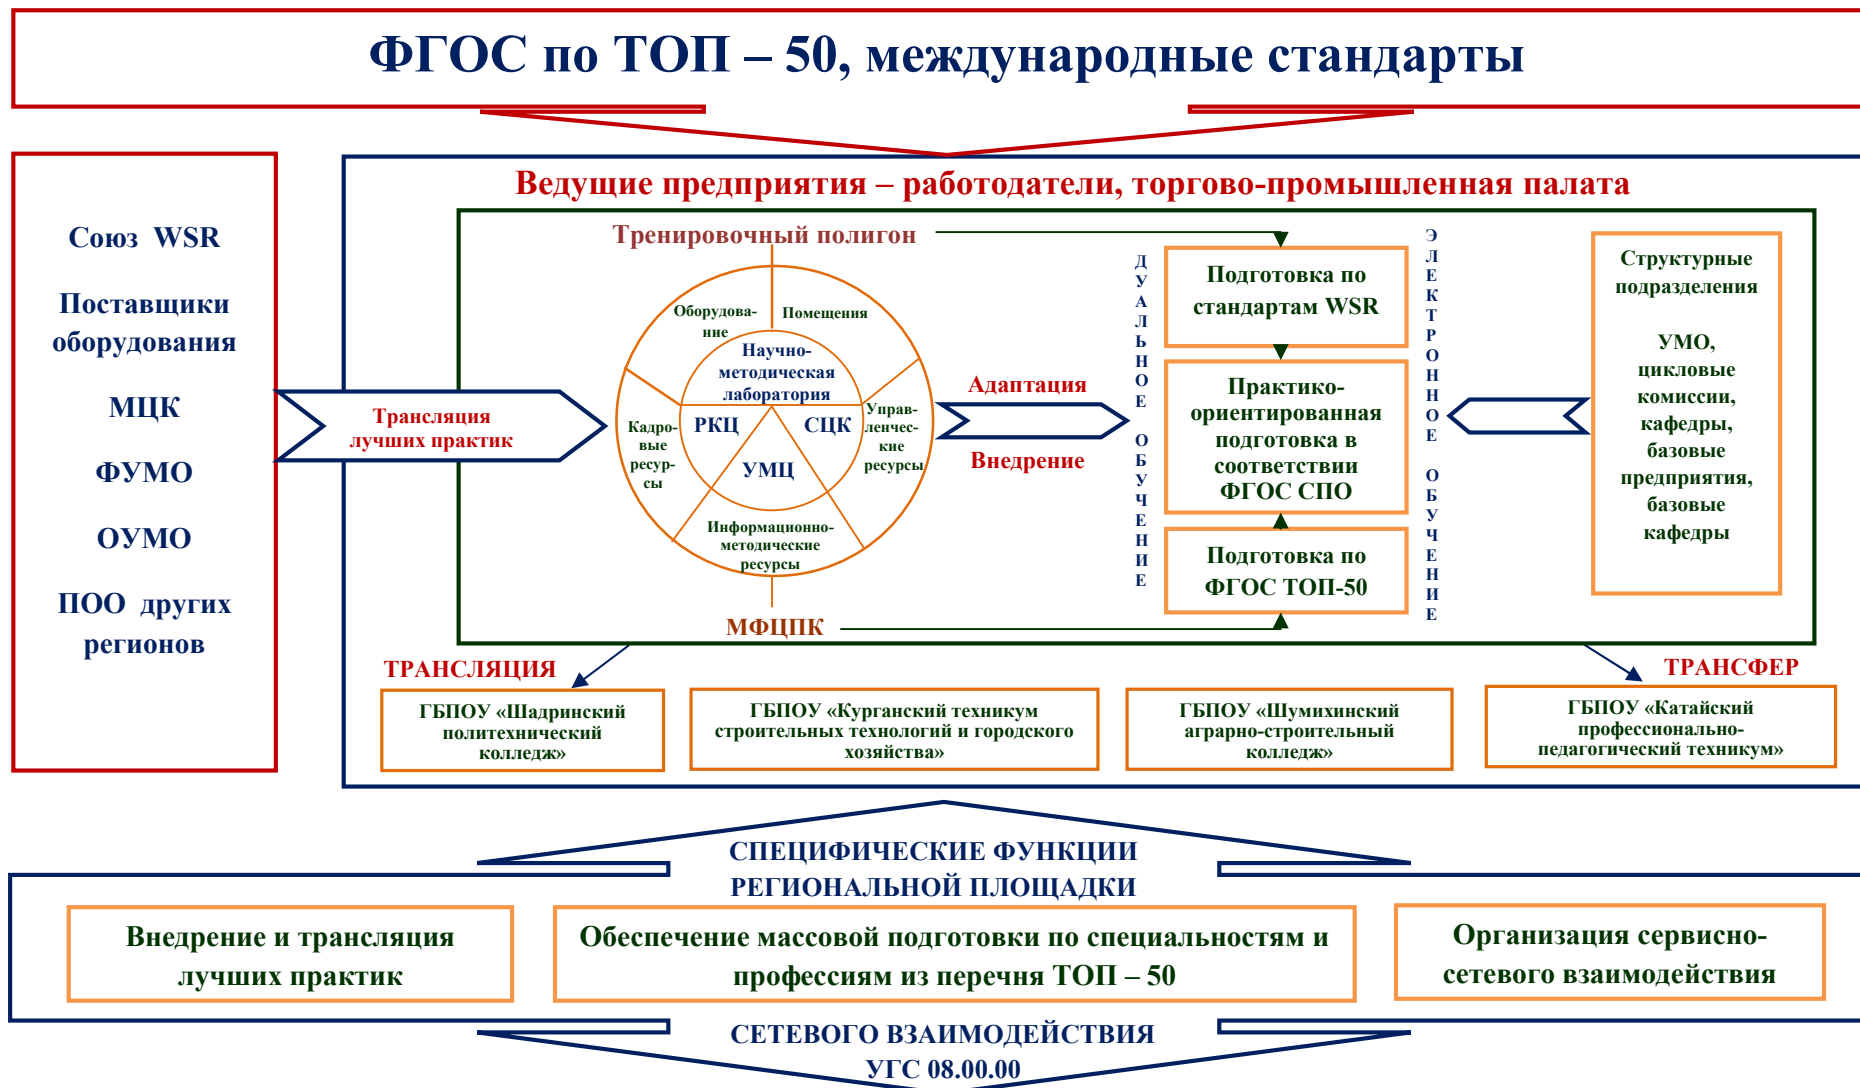 ФГОС по ТОП – 50, международные стандарты
Союз WSR
Поставщики
оборудования
МЦК
ФУМО
ОУМО
ПОО других
регионов
Трансляция
лучших практик
Ведущие предприятия – работодатели, торгово-промышленная палата
Тренировочный полигон
Оборудова-
ние
Помещения
Научно-
методическая
лаборатория
РКЦ
СЦК
УМЦ
Кадро-
вые
ресур-
сы
Управ-
ленчес-
кие
ресурсы
Информационно-
методические
ресурсы
МФЦПК
Адаптация
Внедрение
ДУАЛЬНОЕ ОБУЧЕНИЕ
Подготовка по
стандартам WSR
Практико-
ориентированная
подготовка в
соответствии
ФГОС СПО
Подготовка по
ФГОС ТОП-50
ЭЛЕКТРОННОЕ ОБУЧЕНИЕ
Структурные
подразделения
УМО,
цикловые
комиссии,
кафедры,
базовые
предприятия,
базовые
кафедры
ТРАНСЛЯЦИЯ
ТРАНСФЕР
ГБПОУ «Шадринский
политехнический
колледж»
ГБПОУ «Курганский техникум
строительных технологий и городского
хозяйства»
ГБПОУ «Шумихинский
аграрно-строительный
колледж»
ГБПОУ «Катайский
профессионально-
педагогический техникум»
СПЕЦИФИЧЕСКИЕ ФУНКЦИИ
РЕГИОНАЛЬНОЙ ПЛОЩАДКИ
Внедрение и трансляция
лучших практик
Обеспечение массовой подготовки по специальностям и
профессиям из перечня ТОП – 50
Организация сервисно-
сетевого взаимодействия
СЕТЕВОГО ВЗАИМОДЕЙСТВИЯ
УГС 08.00.00